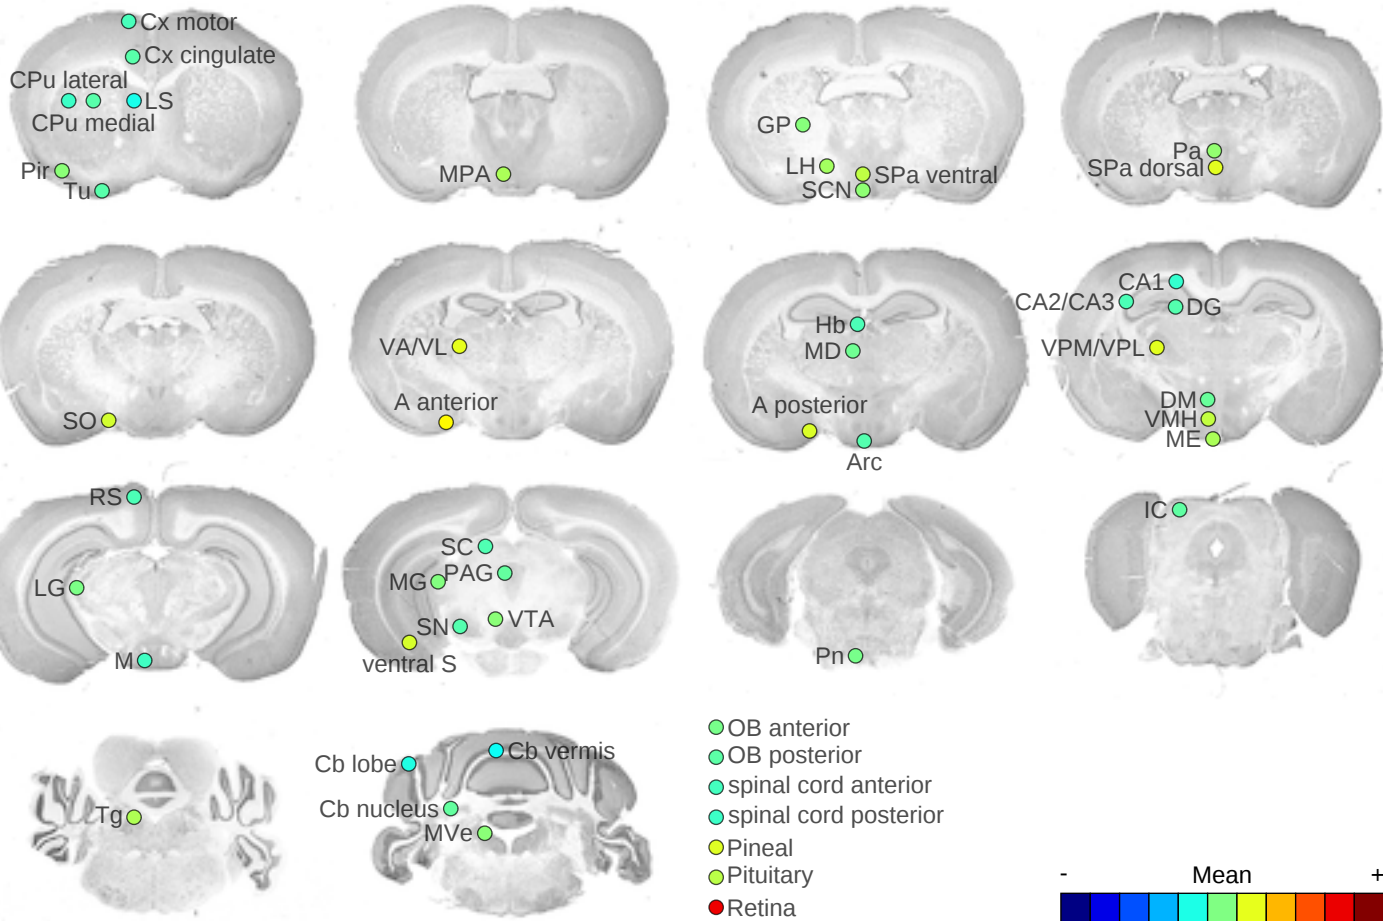 Cx motor
Cx cingulate
CPu lateral
LS
CPu medial
Pir
Tu
MPA
GP
LH
SPa ventral
SCN
Pa
SPa dorsal
SO
VA/VL
A anterior
Hb
MD
A posterior
Arc
CA1
CA2/CA3
DG
VPM/VPL
DM
VMH
ME
RS
LG
M
SC
PAG
MG
VTA
SN
ventral S
Pn
IC
Tg
Cb vermis
Cb lobe
Cb nucleus
MVe
OB anterior
OB posterior
spinal cord anterior
spinal cord posterior
Pineal
Pituitary
Retina
- Mean +